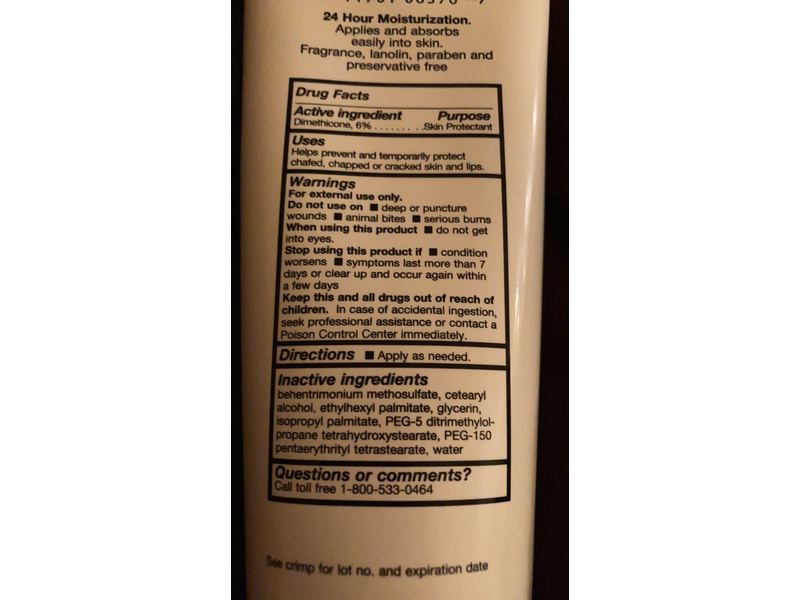 24 Hour Moisturization.
Applies and absorbs
easily into skin.
Fragrance, lanolin, paraben and
preservative free
Drug Facts
Active ingredient Purpose
Dimethicone, 6% . . . . . . . . .Skin Protectant
Uses
Helps prevent and temporarily protect
chafed, chapped or cracked skin and lips.
Warnings
For external use only.
Do not use on ■ deep or puncture
wounds ■ animal bites ■ serious burns
When using this product ■ do not get
into eyes.
Stop using this product if ■ condition
worsens ■ symptoms last more than 7
days or clear up and occur again within
a few days
Keep this and all drugs out of reach of
children. In case of accidental ingestion,
seek professional assistance or contact a
Poison Control Center immediately.
Directions ■ Apply as needed.
Inactive ingredients
behentrimonium methosulfate, cetearyl
alcohol, ethylhexyl palmitate, glycerin,
isopropyl palmitate, PEG-5 ditrimethylol-
propane tetrahydroxystearate, PEG-150
pentaerythrityl tetrastearate, water
Questions or comments?
Call toll free 1-800-533-0464
See crimp for lot no. and expiration date